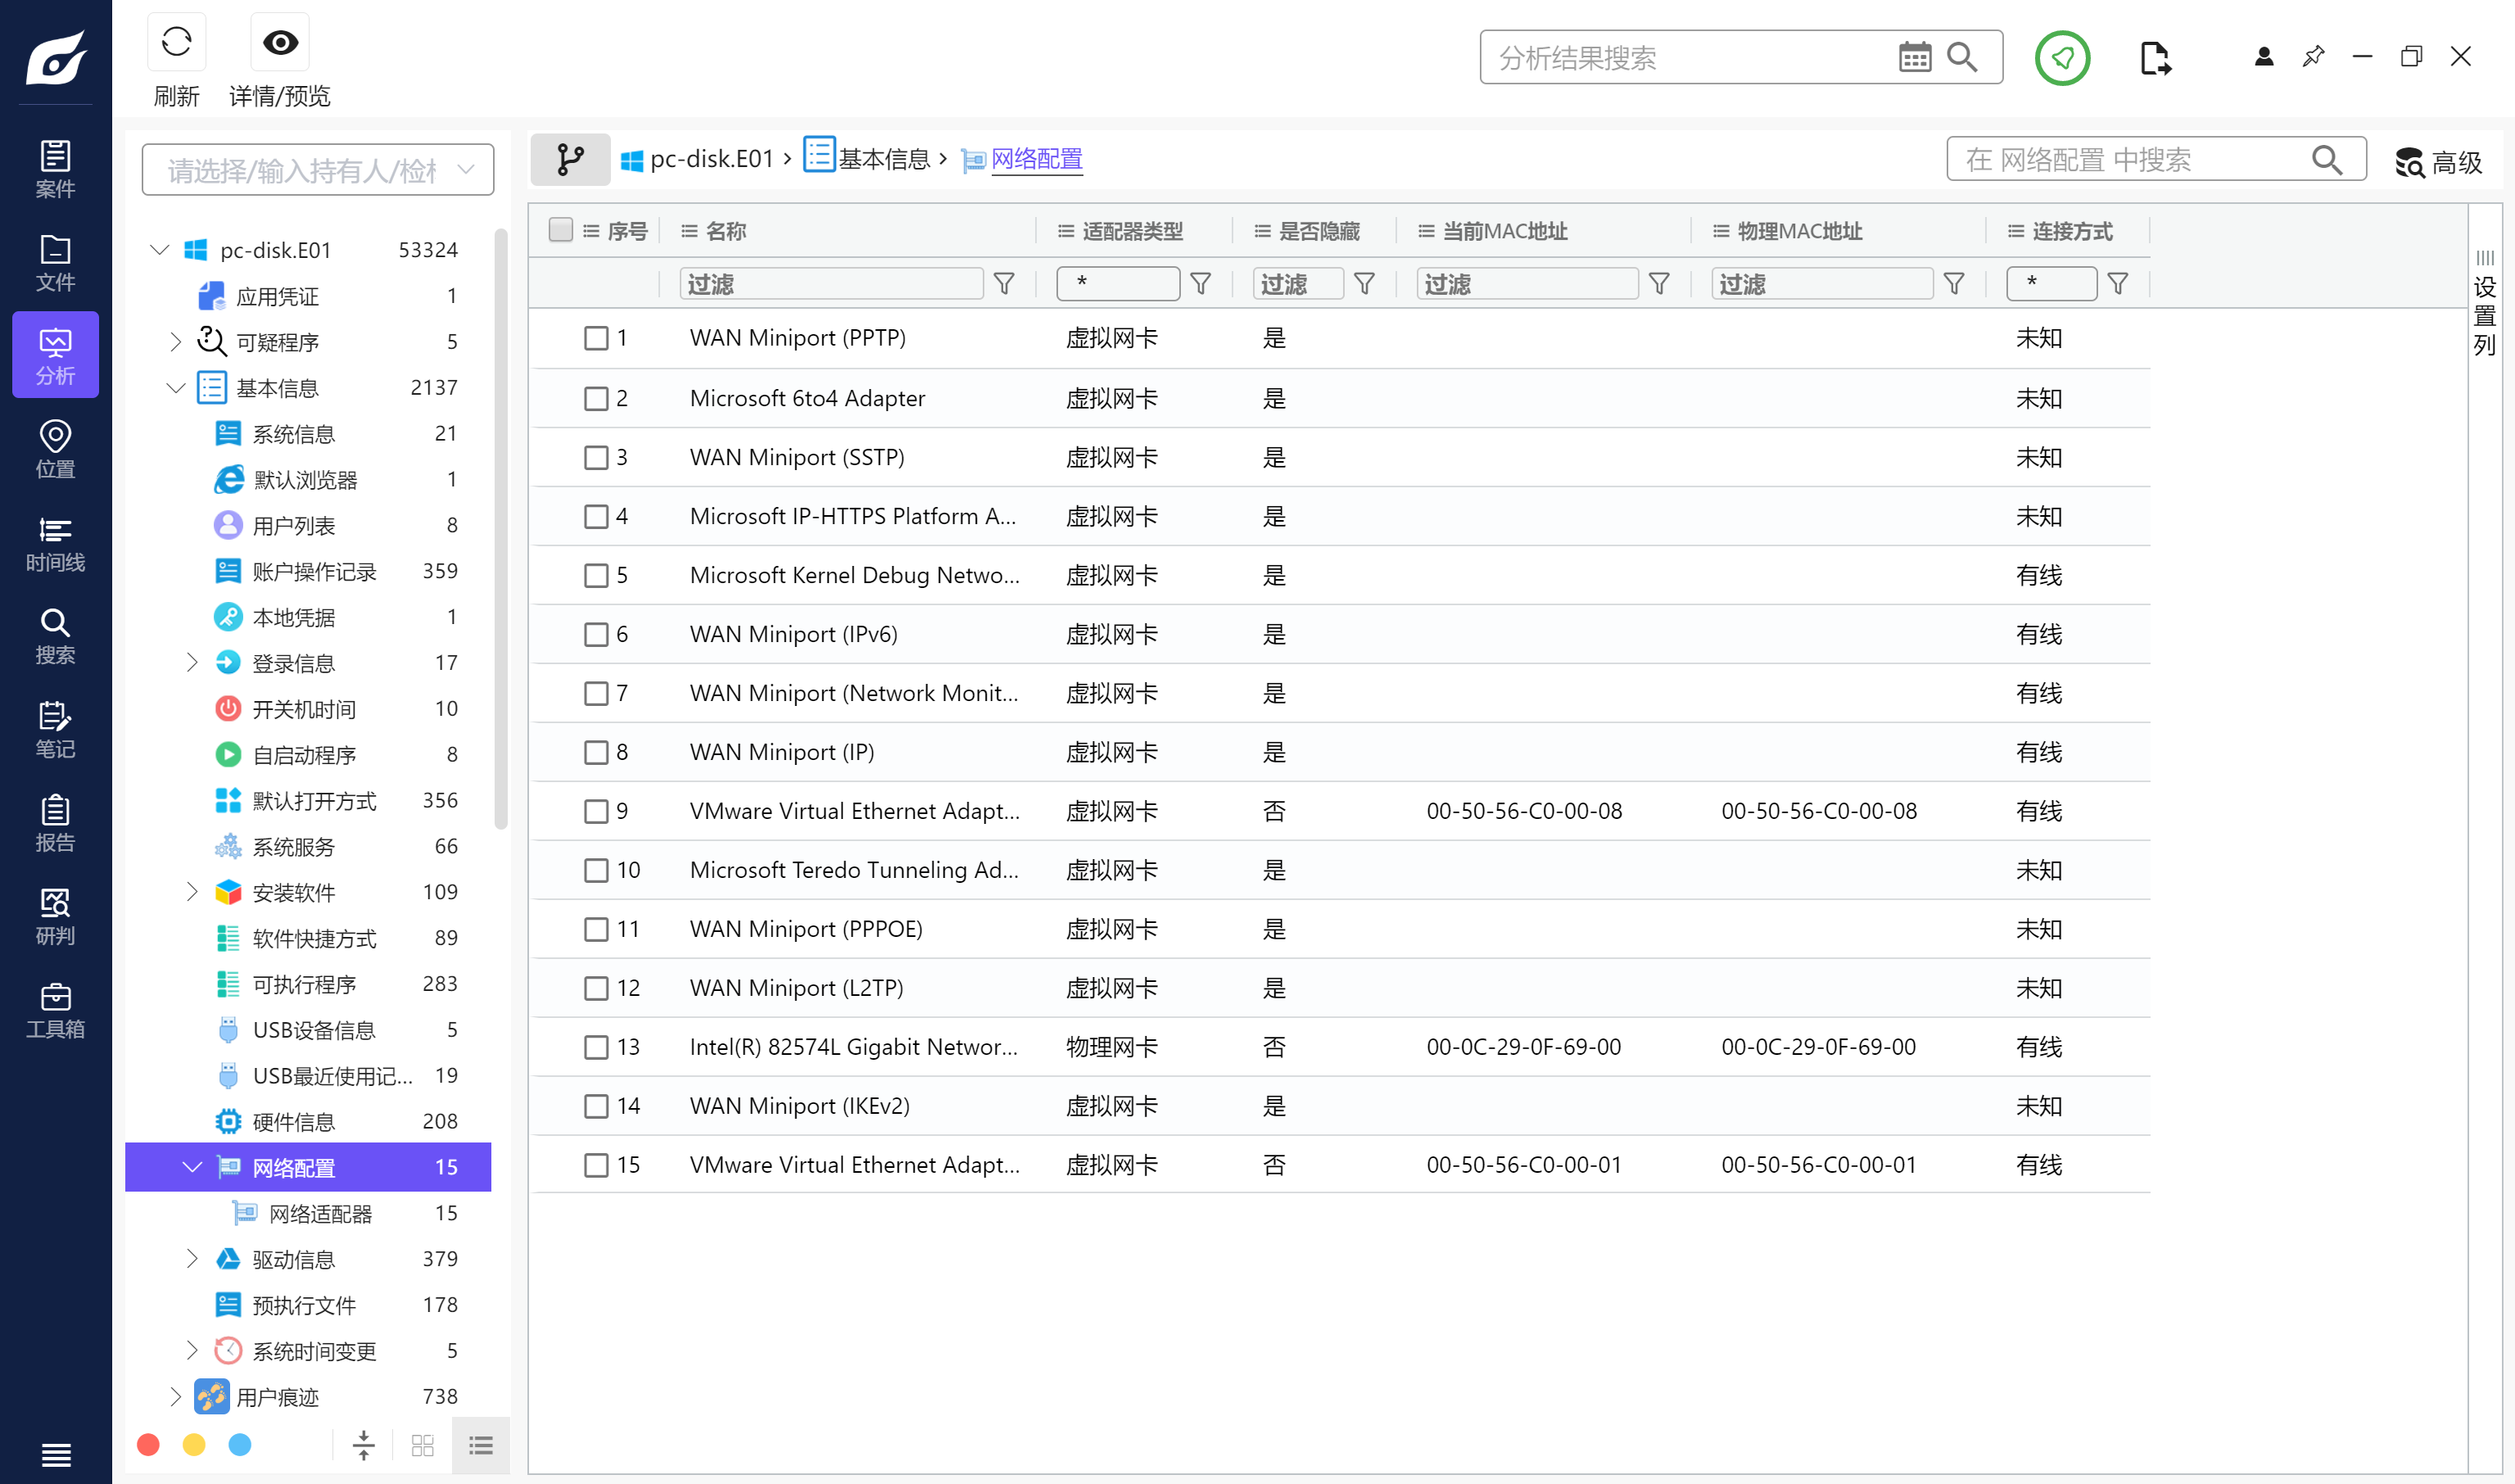 刷新
详情/预览
分析结果搜索
案件
文件
分析
位置
时间线
搜索
笔记
报告
研判
工具箱
请选择/输入持有人/检材
pc-disk.E01 53324
应用凭证 1
可疑程序 5
基本信息 2137
系统信息 21
默认浏览器 1
用户列表 8
账户操作记录 359
本地凭据 1
登录信息 17
开关机时间 10
自启动程序 8
默认打开方式 356
系统服务 66
安装软件 109
软件快捷方式 89
可执行程序 283
USB设备信息 5
USB最近使用记... 19
硬件信息 208
网络配置 15
网络适配器 15
驱动信息 379
预执行文件 178
系统时间变更 5
用户痕迹 738
pc-disk.E01 › 基本信息 › 网络配置
在 网络配置 中搜索
高级
序号 名称 适配器类型 是否隐藏 当前MAC地址 物理MAC地址 连接方式
过滤 * 过滤 过滤 过滤 *
1 WAN Miniport (PPTP) 虚拟网卡 是 未知
2 Microsoft 6to4 Adapter 虚拟网卡 是 未知
3 WAN Miniport (SSTP) 虚拟网卡 是 未知
4 Microsoft IP-HTTPS Platform A... 虚拟网卡 是 未知
5 Microsoft Kernel Debug Netwo... 虚拟网卡 是 有线
6 WAN Miniport (IPv6) 虚拟网卡 是 有线
7 WAN Miniport (Network Monit... 虚拟网卡 是 有线
8 WAN Miniport (IP) 虚拟网卡 是 有线
9 VMware Virtual Ethernet Adapt... 虚拟网卡 否 00-50-56-C0-00-08 00-50-56-C0-00-08 有线
10 Microsoft Teredo Tunneling Ad... 虚拟网卡 是 未知
11 WAN Miniport (PPPOE) 虚拟网卡 是 未知
12 WAN Miniport (L2TP) 虚拟网卡 是 未知
13 Intel(R) 82574L Gigabit Networ... 物理网卡 否 00-0C-29-0F-69-00 00-0C-29-0F-69-00 有线
14 WAN Miniport (IKEv2) 虚拟网卡 是 未知
15 VMware Virtual Ethernet Adapt... 虚拟网卡 否 00-50-56-C0-00-01 00-50-56-C0-00-01 有线
设置列